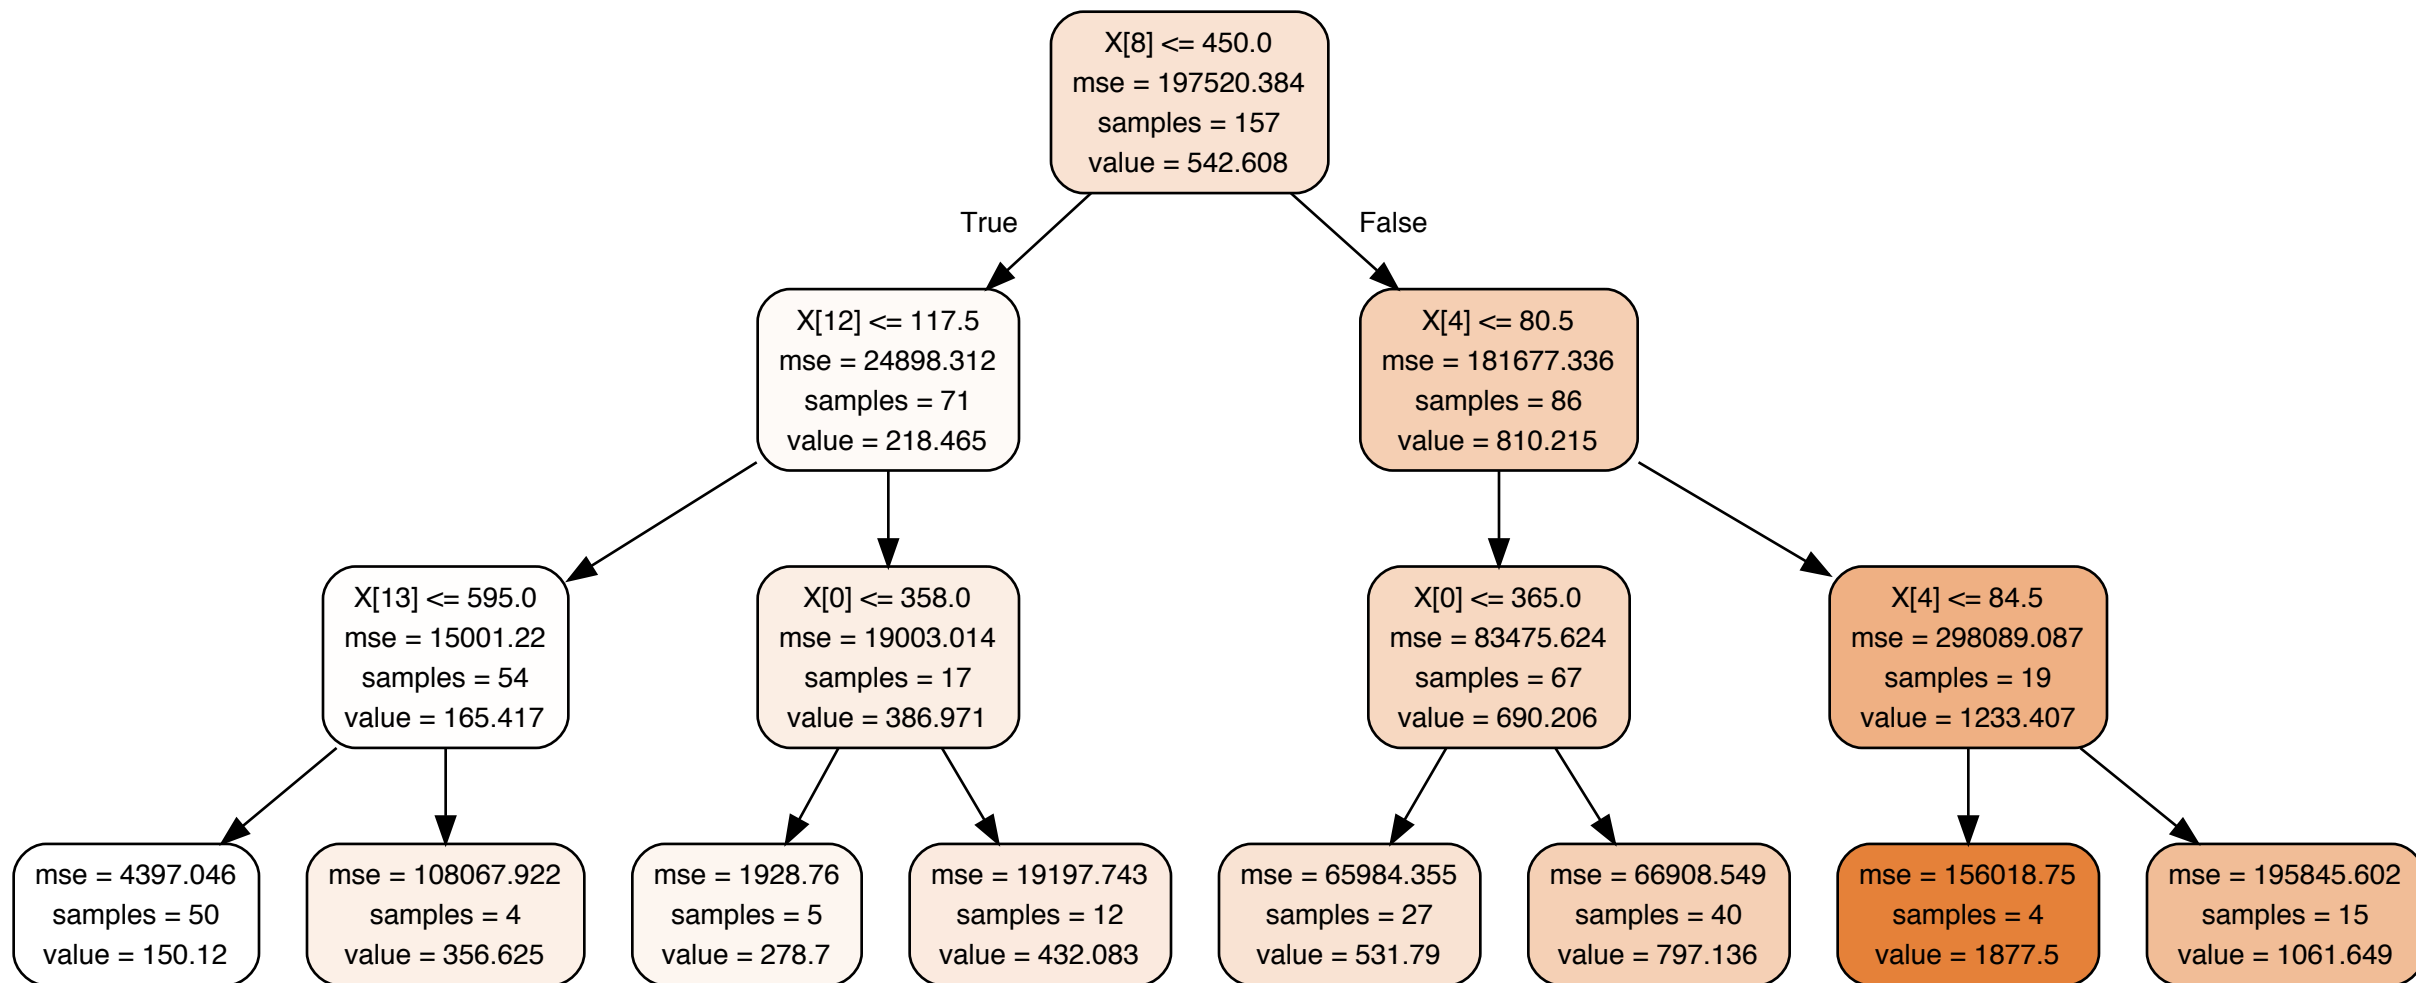 X[8] <= 450.0
mse = 197520.384
samples = 157
value = 542.608
True
False
X[12] <= 117.5
mse = 24898.312
samples = 71
value = 218.465
X[4] <= 80.5
mse = 181677.336
samples = 86
value = 810.215
X[13] <= 595.0
mse = 15001.22
samples = 54
value = 165.417
X[0] <= 358.0
mse = 19003.014
samples = 17
value = 386.971
X[0] <= 365.0
mse = 83475.624
samples = 67
value = 690.206
X[4] <= 84.5
mse = 298089.087
samples = 19
value = 1233.407
mse = 4397.046
samples = 50
value = 150.12
mse = 108067.922
samples = 4
value = 356.625
mse = 1928.76
samples = 5
value = 278.7
mse = 19197.743
samples = 12
value = 432.083
mse = 65984.355
samples = 27
value = 531.79
mse = 66908.549
samples = 40
value = 797.136
mse = 156018.75
samples = 4
value = 1877.5
mse = 195845.602
samples = 15
value = 1061.649